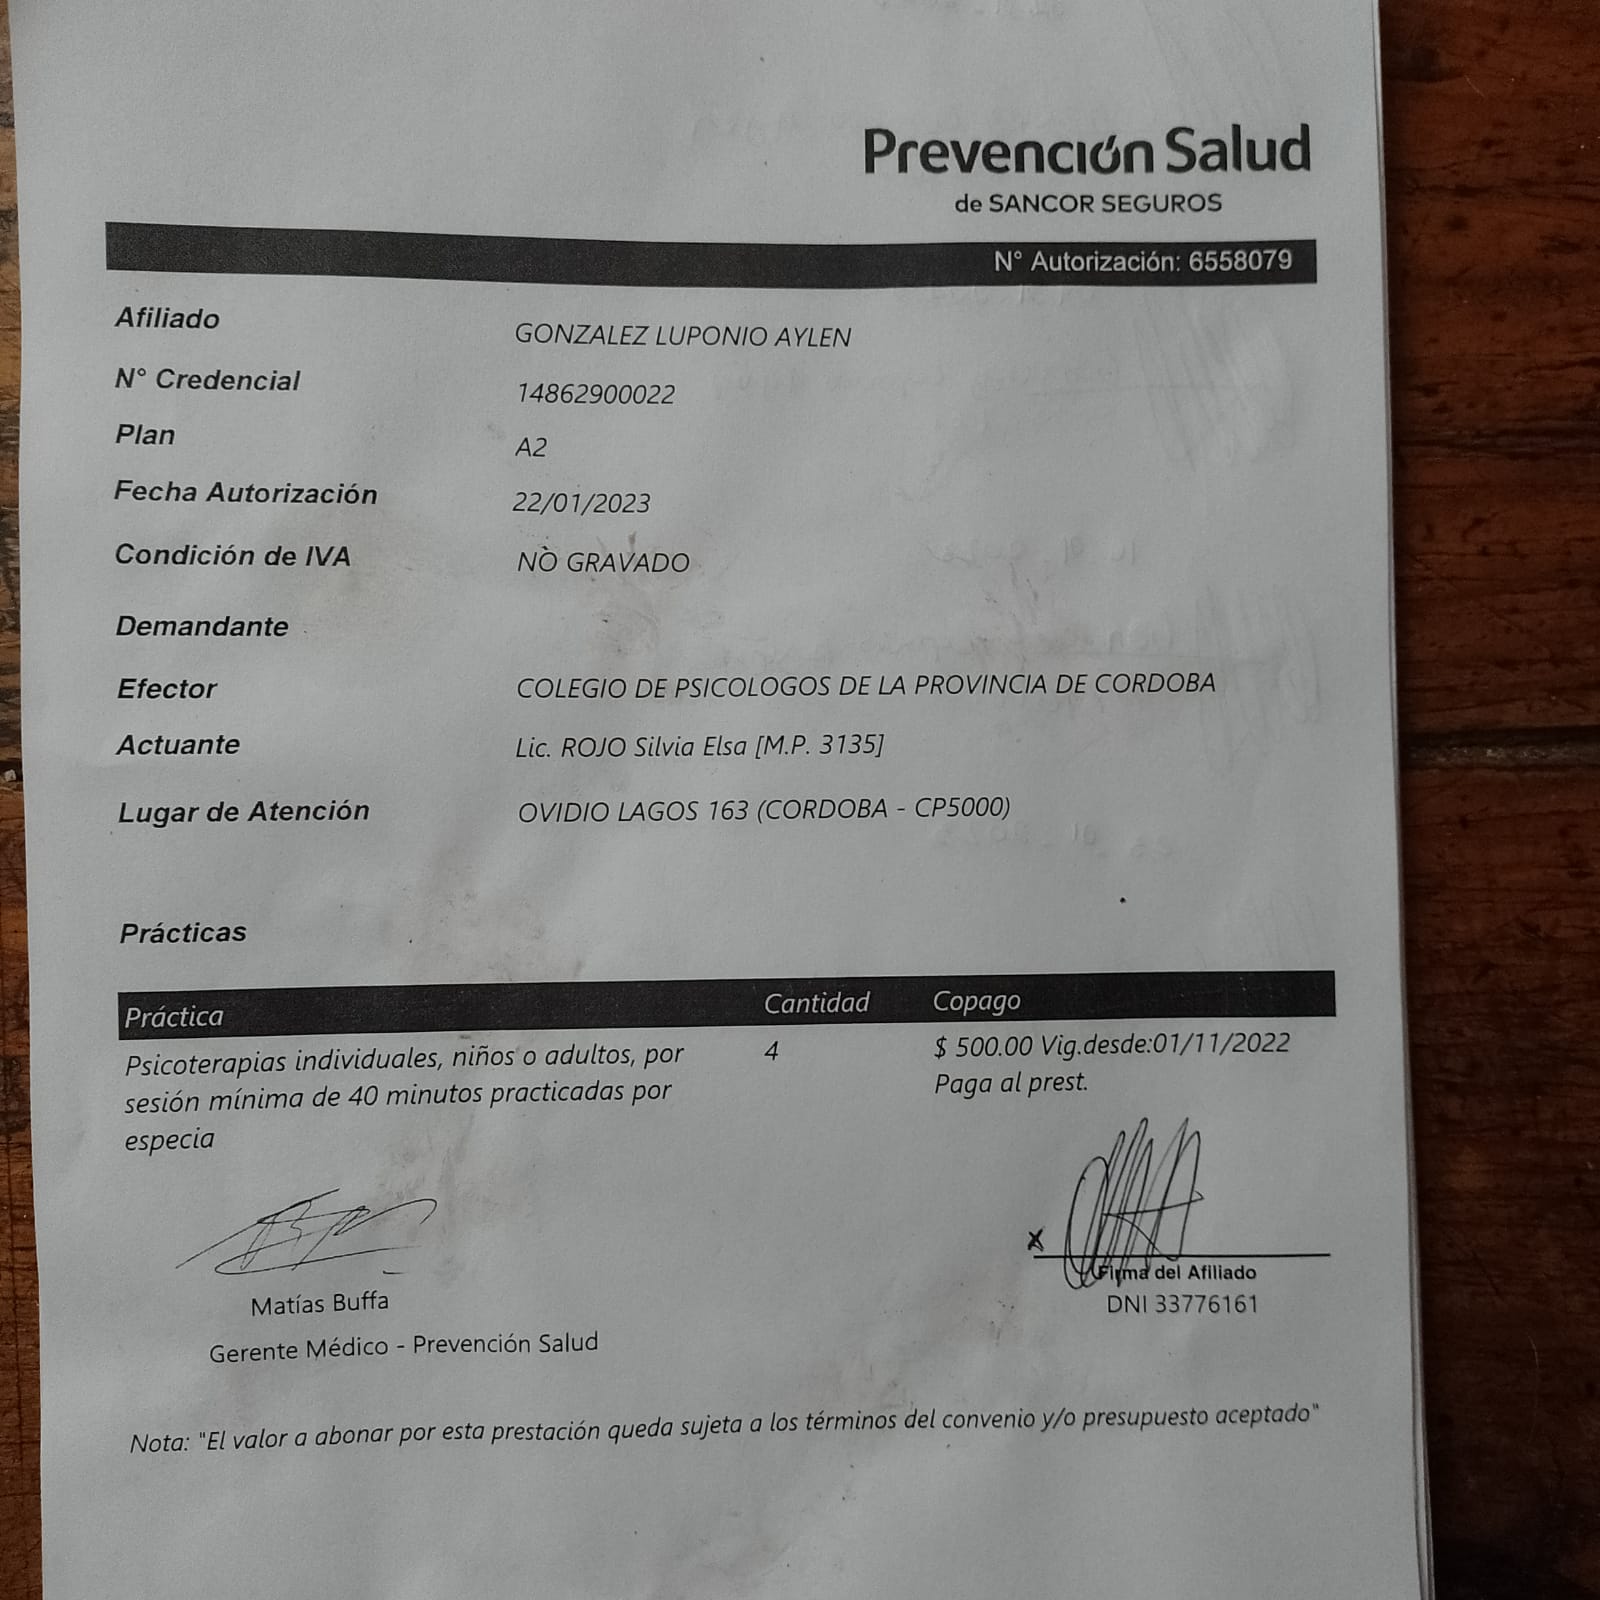 Prevención Salud
de SANCOR SEGUROS
N° Autorización: 6558079
Afiliado GONZALEZ LUPONIO AYLEN
N° Credencial 14862900022
Plan A2
Fecha Autorización 22/01/2023
Condición de IVA NÒ GRAVADO
Demandante
Efector COLEGIO DE PSICOLOGOS DE LA PROVINCIA DE CORDOBA
Actuante Lic. ROJO Silvia Elsa [M.P. 3135]
Lugar de Atención OVIDIO LAGOS 163 (CORDOBA - CP5000)
Prácticas
Práctica Cantidad Copago
Psicoterapias individuales, niños o adultos, por 4 $ 500.00 Vig.desde:01/11/2022
sesión mínima de 40 minutos practicadas por Paga al prest.
especia
X
Firma del Afiliado
Matías Buffa DNI 33776161
Gerente Médico - Prevención Salud
Nota: "El valor a abonar por esta prestación queda sujeta a los términos del convenio y/o presupuesto aceptado"